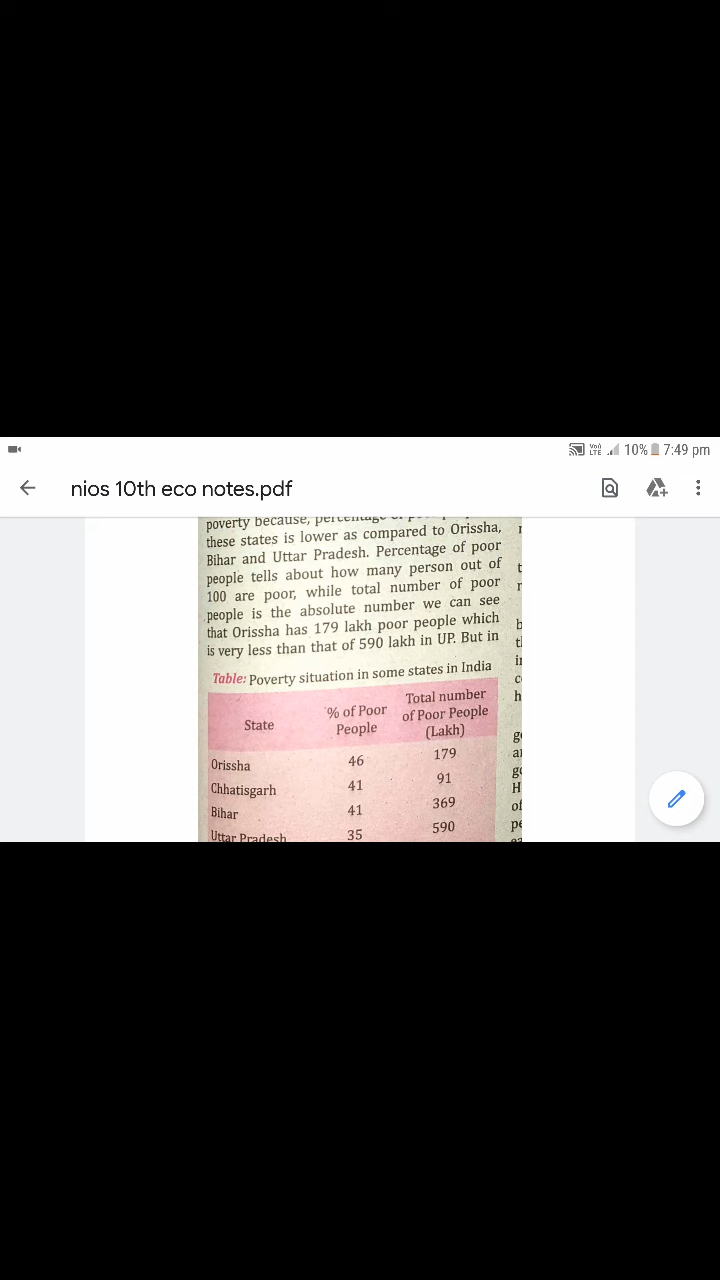 10% 7:49 pm
nios 10th eco notes.pdf
poverty because,
these states is lower as compared to Orissha,
Bihar and Uttar Pradesh. Percentage of poor
people tells about how many person out of
100 are poor, while total number of poor
people is the absolute number we can see
that Orissha has 179 lakh poor people which
is very less than that of 590 lakh in UP. But in
Table: Poverty situation in some states in India
State % of Poor People Total number of Poor People (Lakh)
Orissha 46 179
Chhatisgarh 41 91
Bihar 41 369
Uttar Pradesh 35 590